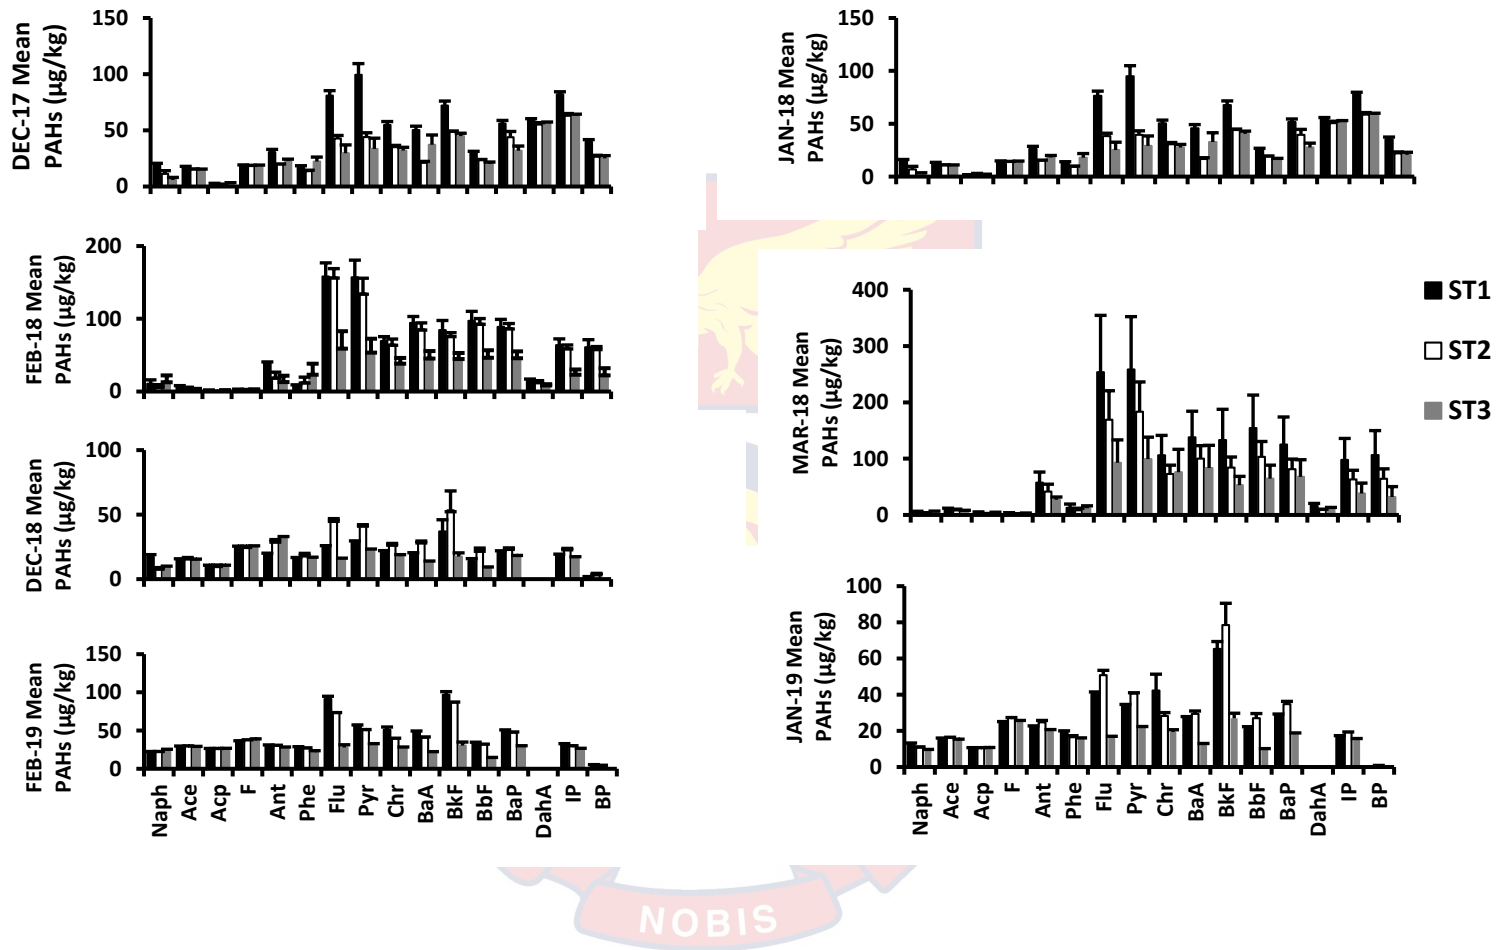 DEC-17 Mean
PAHs (µg/kg)
150
100
50
0
JAN-18 Mean
PAHs (µg/kg)
150
100
50
0
FEB-18 Mean
PAHs (µg/kg)
200
100
0
MAR-18 Mean
PAHs (µg/kg)
400
300
200
100
0
ST1
ST2
ST3
DEC-18 Mean
PAHs (µg/kg)
100
50
0
JAN-19 Mean
PAHs (µg/kg)
100
80
60
40
20
0
Naph
Ace
Acp
F
Ant
Phe
Flu
Pyr
Chr
BaA
BkF
BbF
BaP
DahA
IP
BP
FEB-19 Mean
PAHs (µg/kg)
150
100
50
0
Naph
Ace
Acp
F
Ant
Phe
Flu
Pyr
Chr
BaA
BkF
BbF
BaP
DahA
IP
BP
NOBIS